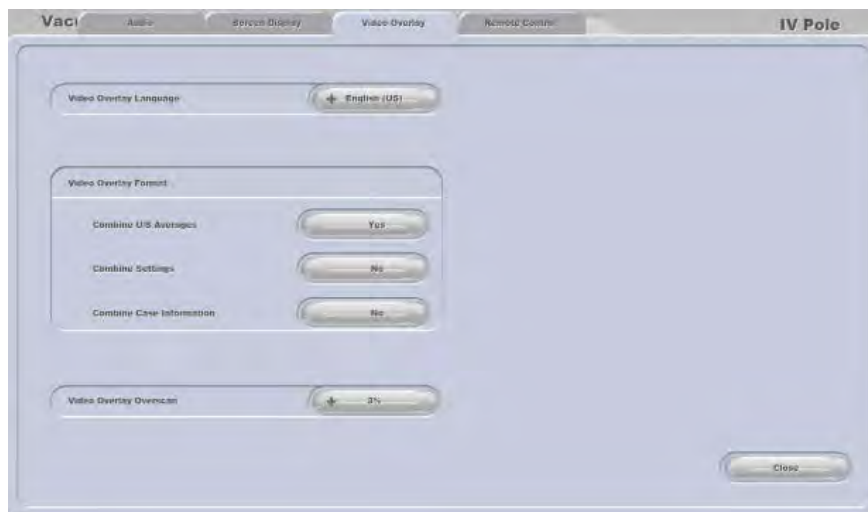 Vac
Audio
Screen Display
Video Overlay
Remote Control
IV Pole
Video Overlay Language
+ English (US)
Video Overlay Format
Combine U/S Averages
Yes
Combine Settings
No
Combine Case Information
No
Video Overlay Overscan
+ 3%
Close